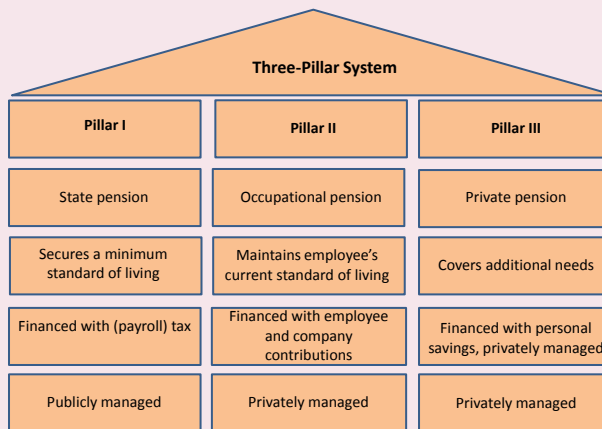 Three-Pillar System
Pillar I
Pillar II
Pillar III
State pension
Occupational pension
Private pension
Secures a minimum
standard of living
Maintains employee's
current standard of living
Covers additional needs
Financed with (payroll) tax
Financed with employee
and company
contributions
Financed with personal
savings, privately managed
Publicly managed
Privately managed
Privately managed